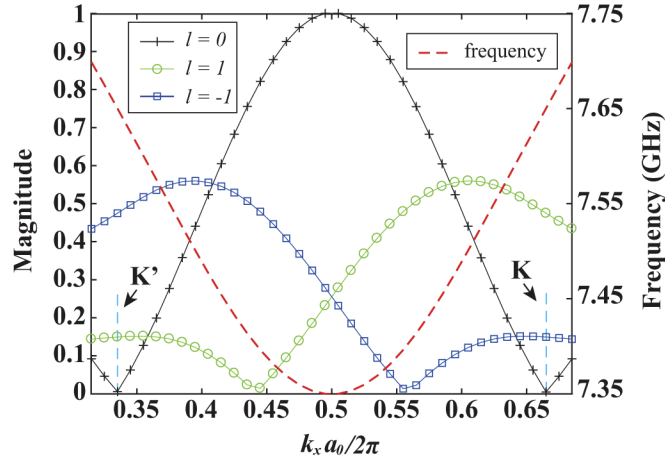 1
0.9
0.8
0.7
0.6
0.5
0.4
0.3
0.2
0.1
0
Magnitude
l = 0
l = 1
l = -1
frequency
K'
K
7.75
7.65
7.55
7.45
7.35
Frequency (GHz)
0.35 0.4 0.45 0.5 0.55 0.6 0.65
kₓa₀/2π